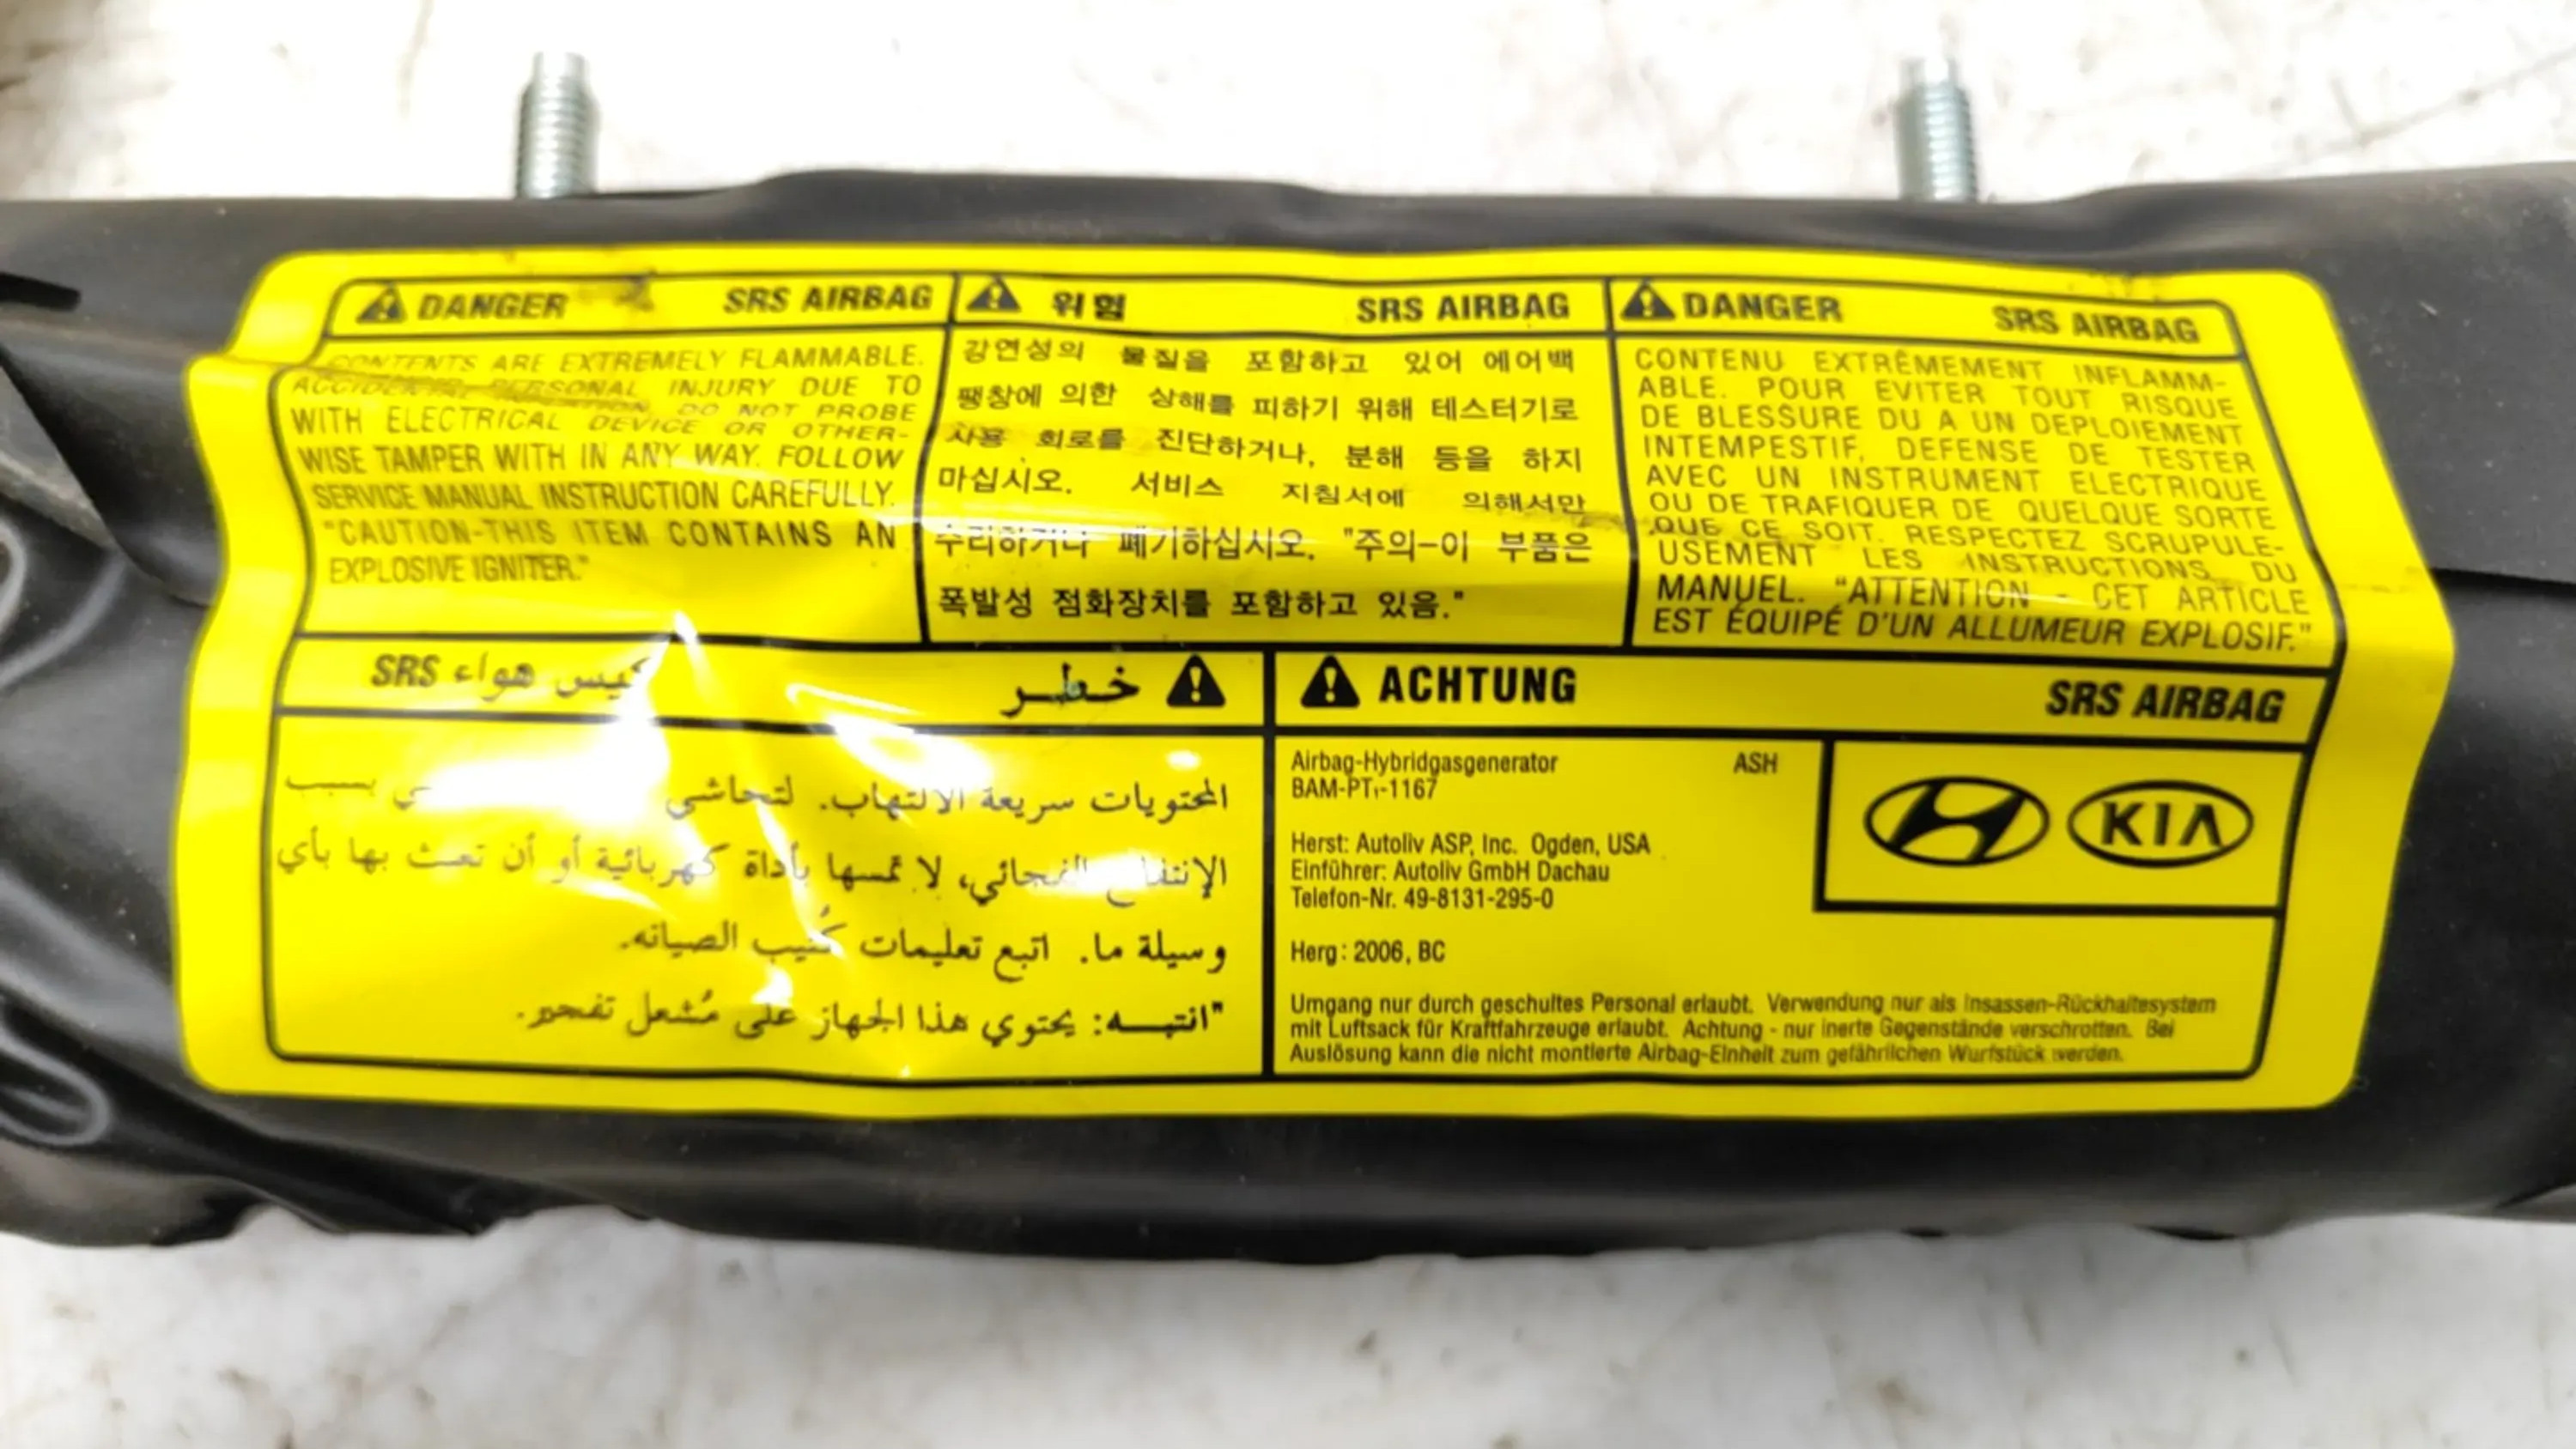 DANGER SRS AIRBAG
CONTENTS ARE EXTREMELY FLAMMABLE.
ACCIDENTAL PERSONAL INJURY DUE TO
DO NOT PROBE
WITH ELECTRICAL DEVICE OR OTHER-
WISE TAMPER WITH IN ANY WAY. FOLLOW
SERVICE MANUAL INSTRUCTION CAREFULLY.
"CAUTION-THIS ITEM CONTAINS AN
EXPLOSIVE IGNITER."
위험 SRS AIRBAG
강연성의 물질을 포함하고 있어 에어백
팽창에 의한 상해를 피하기 위해 테스터기로
사용 회로를 진단하거나, 분해 등을 하지
마십시오. 서비스 지침서에 의해서만
수리하거나 폐기하십시오. "주의-이 부품은
폭발성 점화장치를 포함하고 있음."
DANGER SRS AIRBAG
CONTENU EXTRÊMEMENT INFLAMM-
ABLE. POUR EVITER TOUT RISQUE
DE BLESSURE DU A UN DEPLOIEMENT
INTEMPESTIF, DEFENSE DE TESTER
AVEC UN INSTRUMENT ELECTRIQUE
OU DE TRAFIQUER DE QUELQUE SORTE
QUE CE SOIT. RESPECTEZ SCRUPULE-
USEMENT LES INSTRUCTIONS DU
MANUEL. "ATTENTION - CET ARTICLE
EST ÉQUIPÉ D'UN ALLUMEUR EXPLOSIF."
خطر كيس هواء SRS
المحتويات سريعة الالتهاب. لتحاشي بسبب
الفجائي، لا تمسها بأداة كهربائية أو أن تعبث بها بأي
وسيلة ما. اتبع تعليمات كُتيب الصيانه.
"انتبه: يحتوي هذا الجهاز على مُشعل تفجير.
ACHTUNG SRS AIRBAG
Airbag-Hybridgasgenerator ASH
BAM-PT₁-1167
Herst: Autoliv ASP, Inc. Ogden, USA
Einführer: Autoliv GmbH Dachau
Telefon-Nr. 49-8131-295-0
KIA
Herg: 2006, BC
Umgang nur durch geschultes Personal erlaubt. Verwendung nur als Insassen-Rückhaltesystem
mit Luftsack für Kraftfahrzeuge erlaubt. Achtung - nur inerte Gegenstände verschrotten. Bei
Auslösung kann die nicht montierte Airbag-Einheit zum gefährlichen Wurfstück werden.